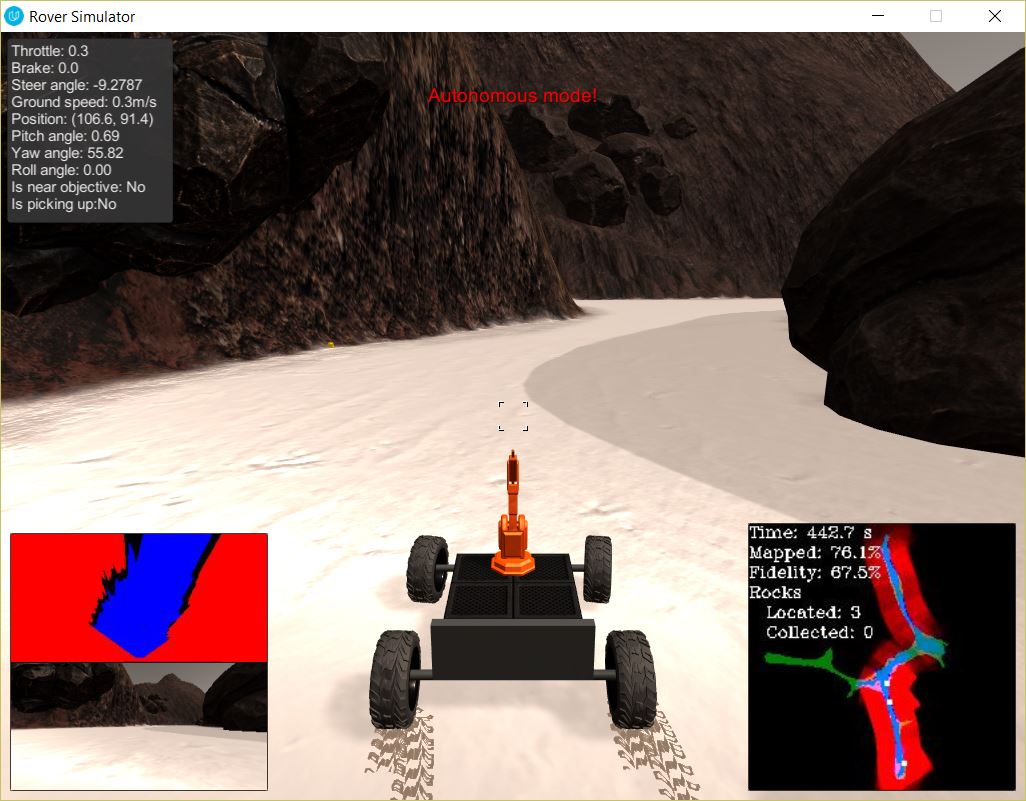 Rover Simulator
Throttle: 0.3
Brake: 0.0
Steer angle: -9.2787
Ground speed: 0.3m/s
Position: (106.6, 91.4)
Pitch angle: 0.69
Yaw angle: 55.82
Roll angle: 0.00
Is near objective: No
Is picking up:No
Autonomous mode!
Time: 442.7 s
Mapped: 76.1%
Fidelity: 67.5%
Rocks
Located: 3
Collected: 0